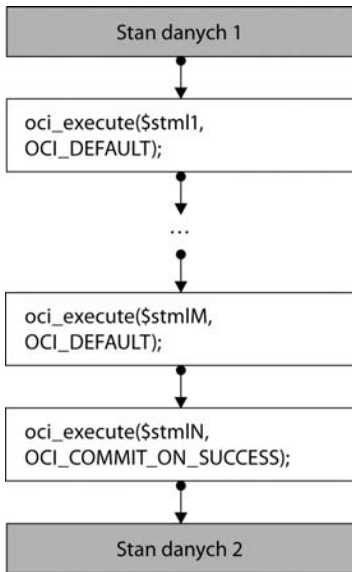 Stan danych 1
oci_execute($stml1,
OCI_DEFAULT);
...
oci_execute($stmlM,
OCI_DEFAULT);
oci_execute($stmlN,
OCI_COMMIT_ON_SUCCESS);
Stan danych 2